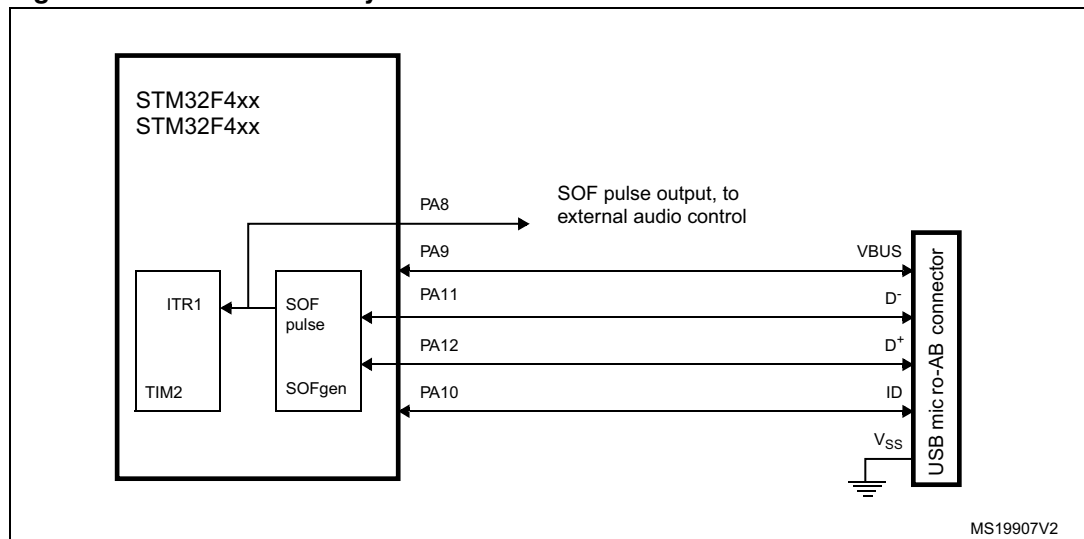 STM32F4xx
STM32F4xx
PA8
SOF pulse output, to
external audio control
PA9
VBUS
ITR1
SOF
pulse
PA11
D-
PA12
D+
TIM2
SOFgen
PA10
ID
VSS
USB mic ro-AB connector
MS19907V2